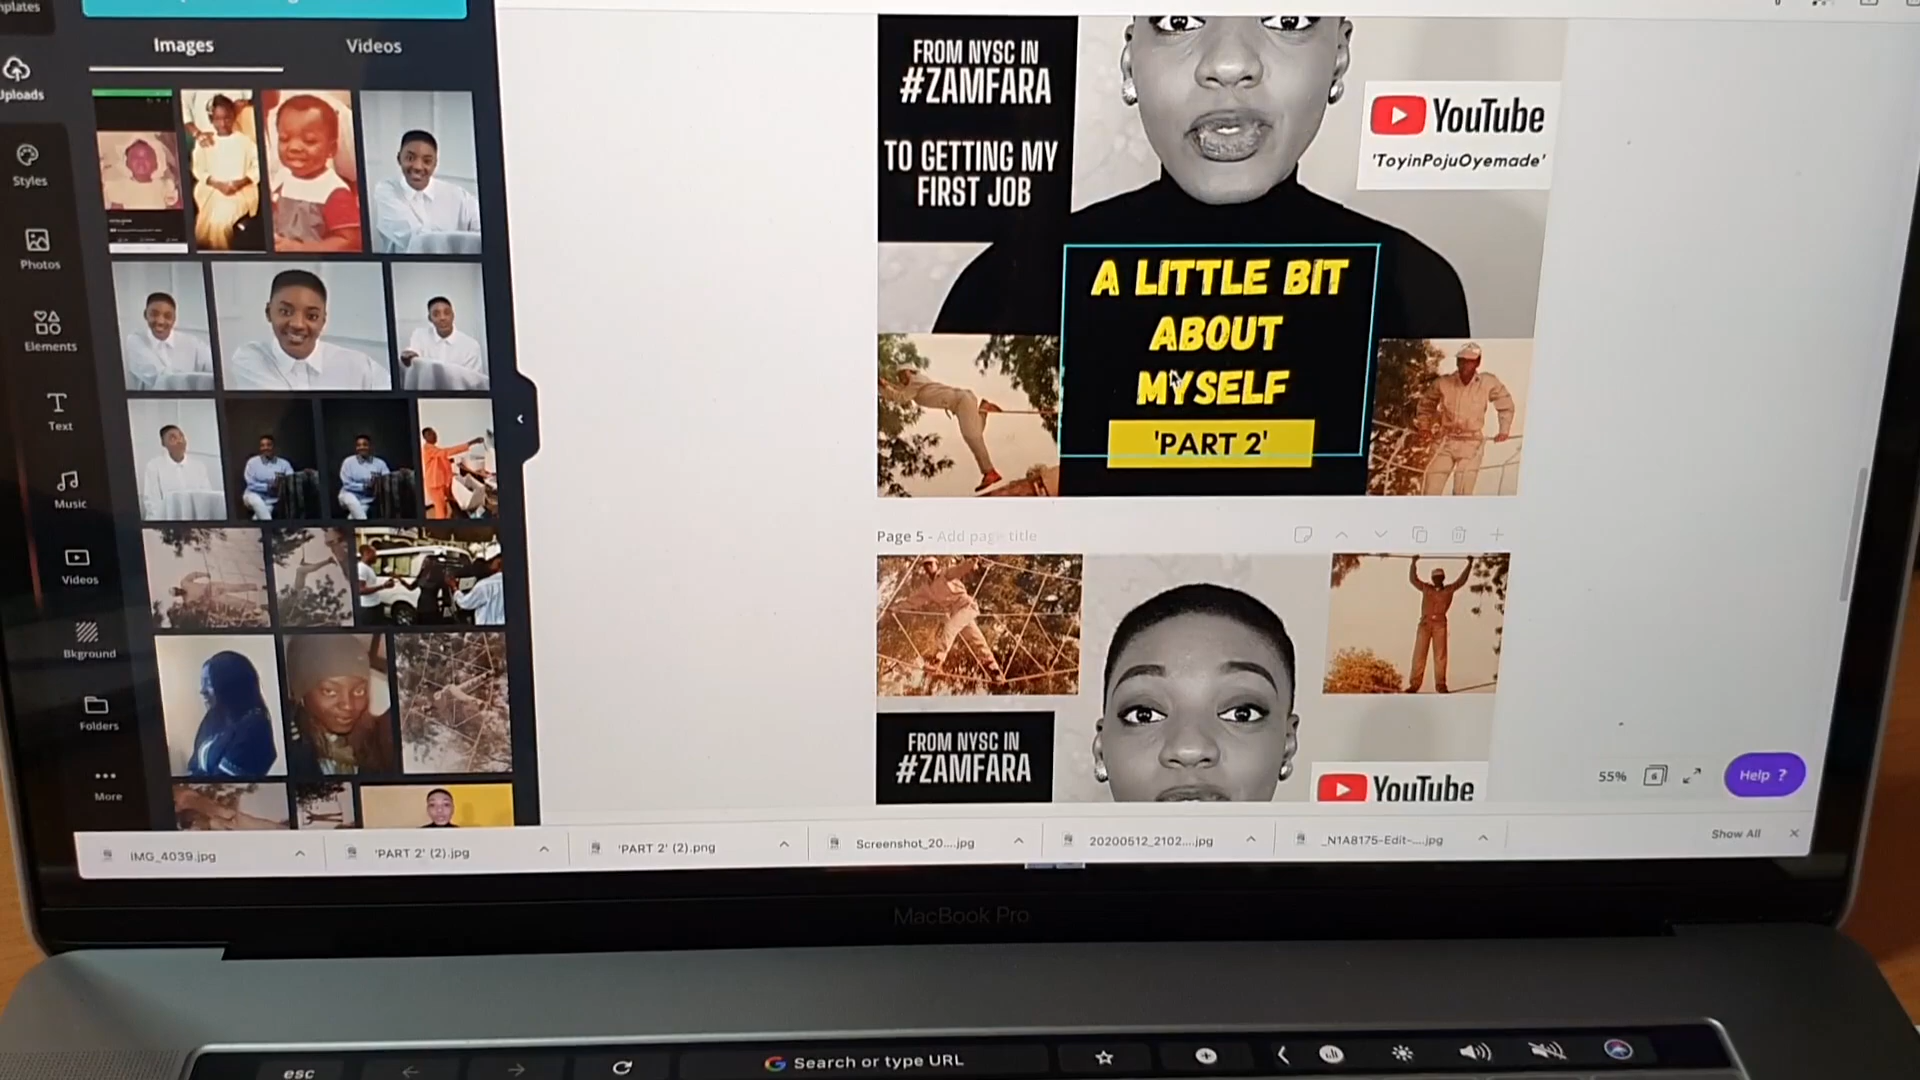 Images
Videos
Uploads
Styles
Photos
Elements
Text
Music
Videos
Bkground
Folders
More
FROM NYSC IN
#ZAMFARA
TO GETTING MY
FIRST JOB
YouTube
'ToyinPojuOyemade'
A LITTLE BIT
ABOUT
MYSELF
'PART 2'
Page 5 - Add page title
FROM NYSC IN
#ZAMFARA
YouTube
55%
6
Help ?
IMG_4039.jpg
'PART 2' (2).jpg
'PART 2' (2).png
Screenshot_20....jpg
20200512_2102....jpg
_N1A8175-Edit-....jpg
Show All
MacBook Pro
esc
Search or type URL